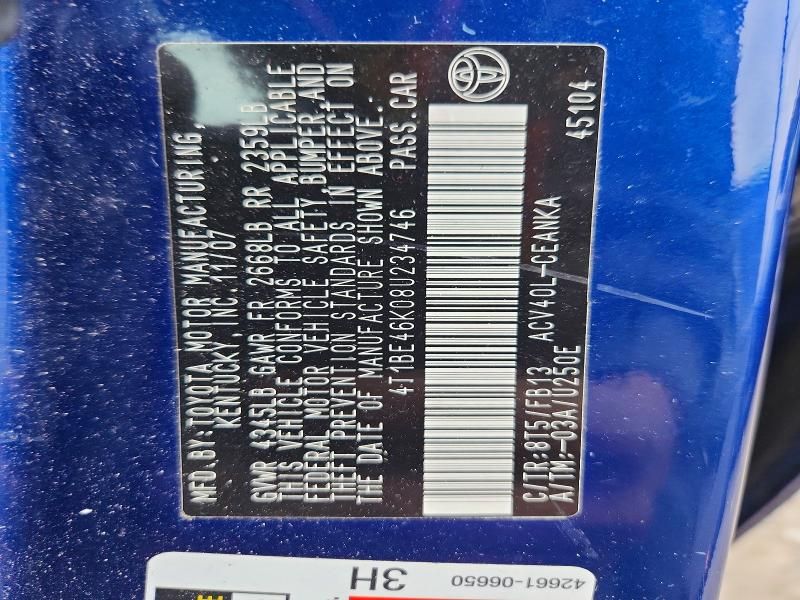 MFD.BY:TOYOTA MOTOR MANUFACTURING,
KENTUCKY, INC. 11/07
GVWR 4345LB GAWR FR 2668LB RR 2359LB
THIS VEHICLE CONFORMS TO ALL APPLICABLE
FEDERAL MOTOR VEHICLE SAFETY, BUMPER, AND
THEFT PREVENTION STANDARDS IN EFFECT ON
THE DATE OF MANUFACTURE SHOWN ABOVE.
4T1BE46K08U234746 PASS.CAR
C/TR:8T5/FB13 ACV40L-CEANKA 45104
A/TM:-03A/U250E
3H
42661-06650